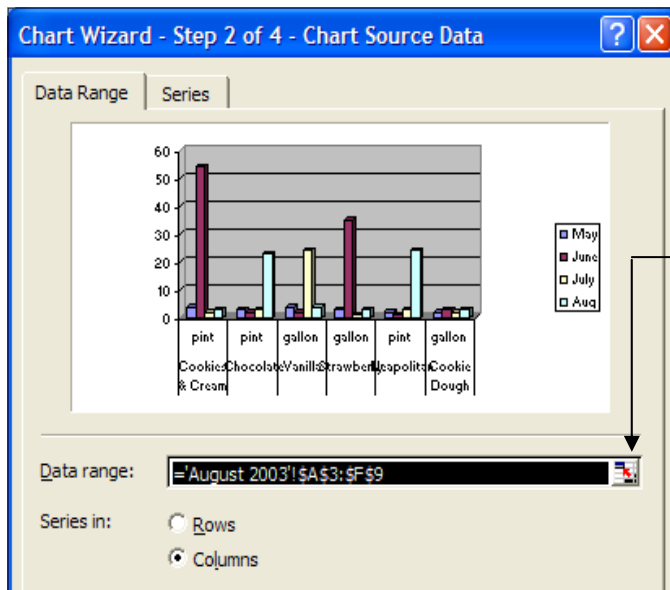 Chart Wizard - Step 2 of 4 - Chart Source Data
Data Range
Series
60
50
40
30
20
10
0
May
June
July
Aug
pint pint gallon gallon pint gallon
Cookies Chocolate Vanilla Strawberry Neapolitan Cookie
& Cream Dough
Data range: ='August 2003'!$A$3:$F$9
Series in: Rows
Columns